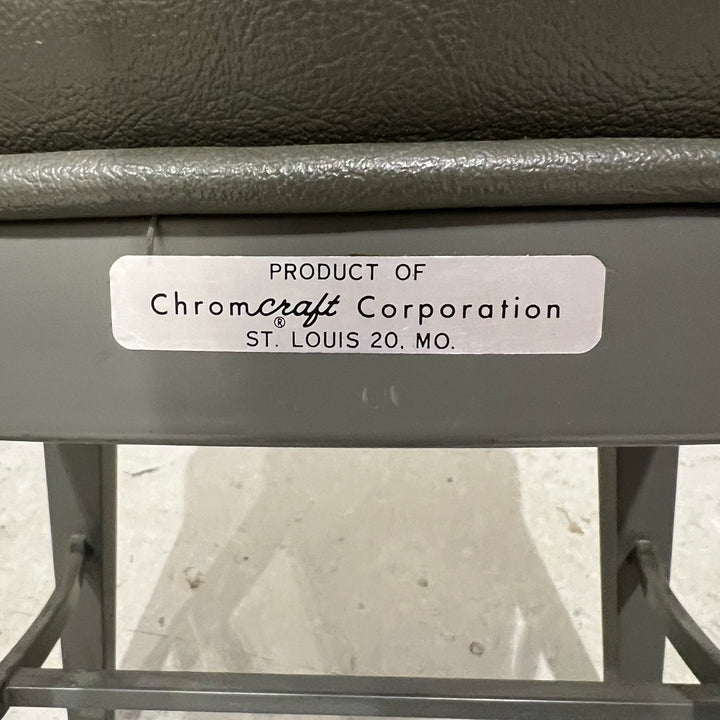 PRODUCT OF
Chromcraft® Corporation
ST. LOUIS 20, MO.